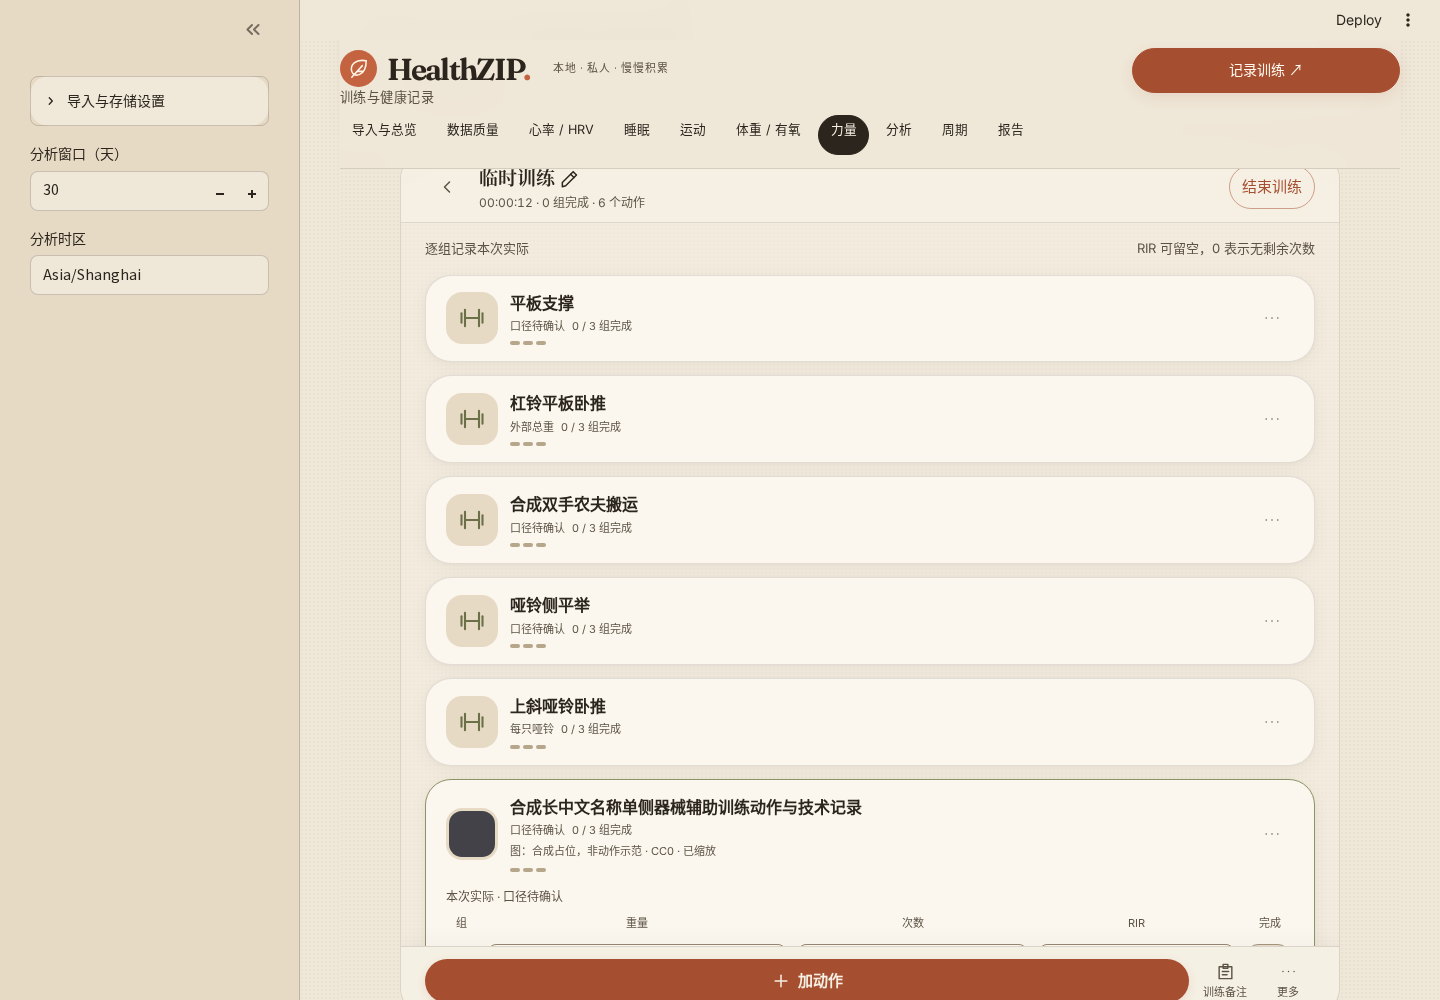 Deploy
导入与存储设置
分析窗口（天）
30
分析时区
Asia/Shanghai
HealthZIP.
本地 · 私人 · 慢慢积累
训练与健康记录
记录训练 ↗
导入与总览 数据质量 心率 / HRV 睡眠 运动 体重 / 有氧 力量 分析 周期 报告
临时训练
00:00:12 · 0 组完成 · 6 个动作
结束训练
逐组记录本次实际
RIR 可留空，0 表示无剩余次数
平板支撑
口径待确认 0 / 3 组完成
杠铃平板卧推
外部总重 0 / 3 组完成
合成双手农夫搬运
口径待确认 0 / 3 组完成
哑铃侧平举
口径待确认 0 / 3 组完成
上斜哑铃卧推
每只哑铃 0 / 3 组完成
合成长中文名称单侧器械辅助训练动作与技术记录
口径待确认 0 / 3 组完成
图：合成占位，非动作示范 · CC0 · 已缩放
本次实际 · 口径待确认
组 重量 次数 RIR 完成
＋ 加动作
训练备注
更多